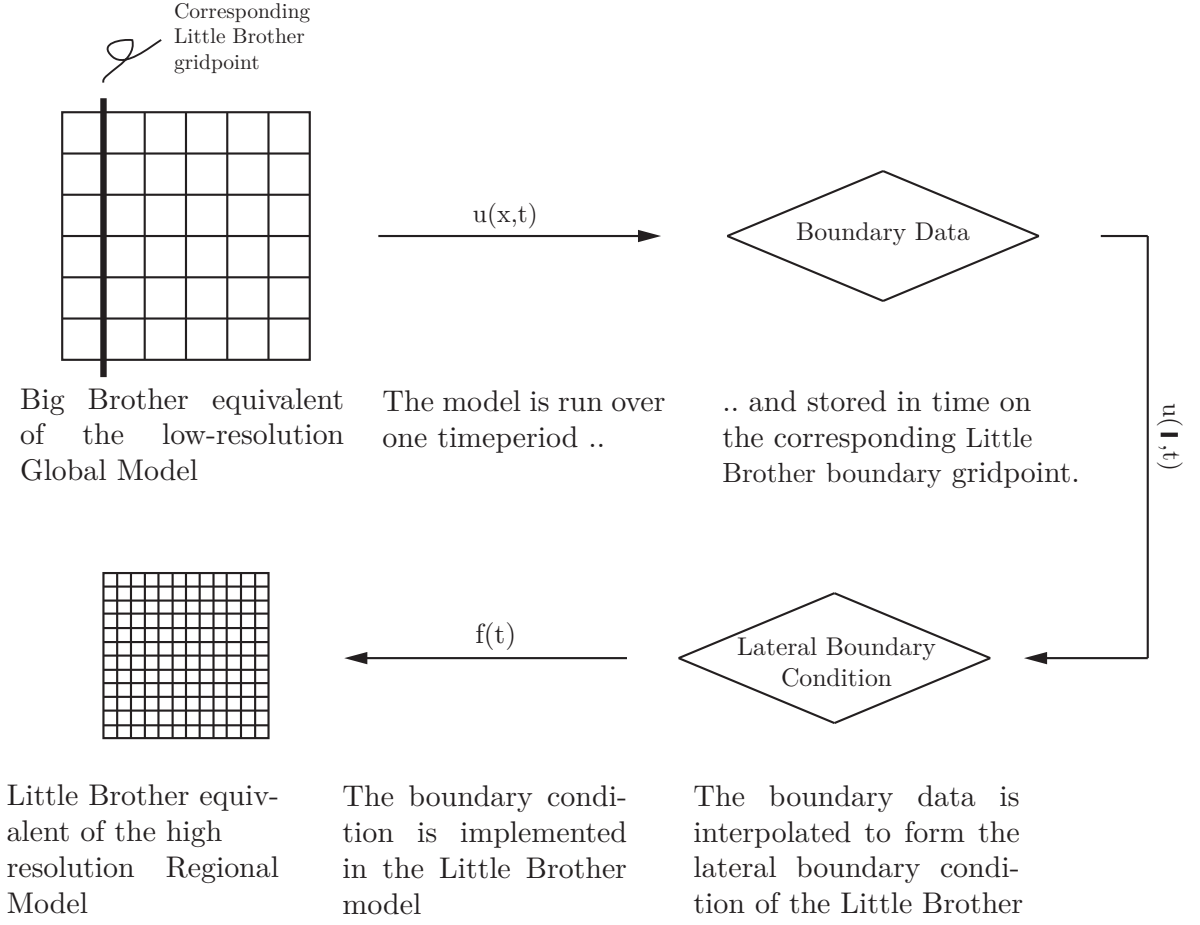 Corresponding
Little Brother
gridpoint
u(x,t)
Boundary Data
Big Brother equivalent
of the low-resolution
Global Model
The model is run over
one timeperiod ..
.. and stored in time on
the corresponding Little
Brother boundary gridpoint.
u(▮,t)
f(t)
Lateral Boundary
Condition
Little Brother equiv-
alent of the high
resolution Regional
Model
The boundary condi-
tion is implemented
in the Little Brother
model
The boundary data is
interpolated to form the
lateral boundary condi-
tion of the Little Brother